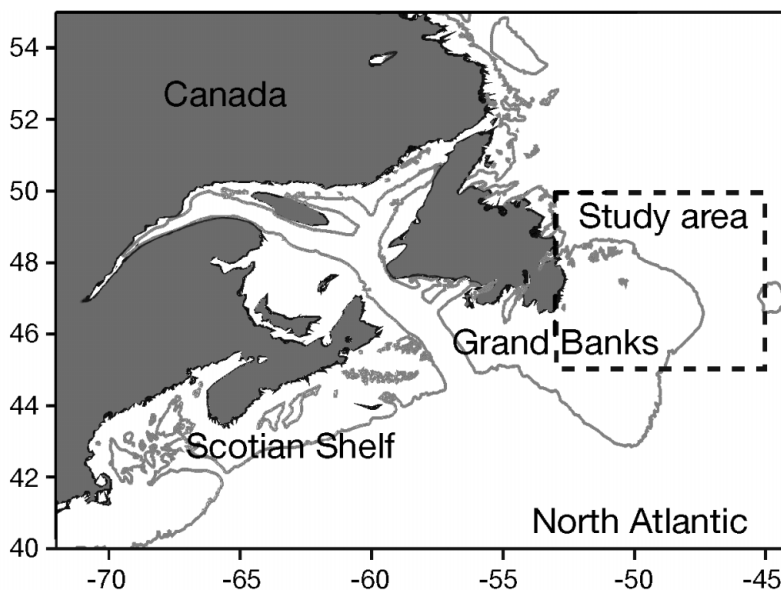 54
Canada
52
50
Study area
48
46
Grand Banks
44
Scotian Shelf
42
North Atlantic
40
-70 -65 -60 -55 -50 -45